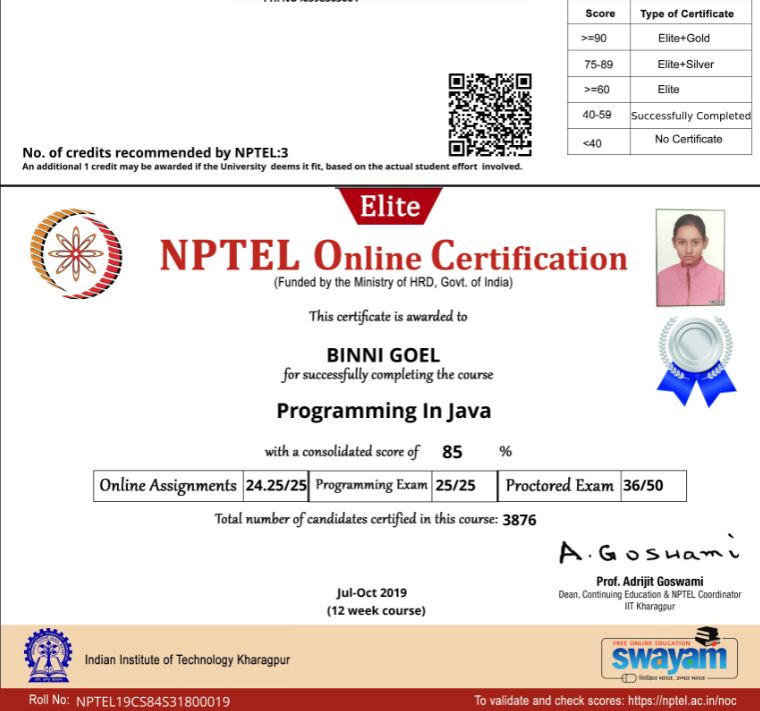 Score Type of Certificate
>=90 Elite+Gold
75-89 Elite+Silver
>=60 Elite
40-59 Successfully Completed
<40 No Certificate
No. of credits recommended by NPTEL:3
An additional 1 credit may be awarded if the University deems it fit, based on the actual student effort involved.
Elite
NPTEL Online Certification
(Funded by the Ministry of HRD, Govt. of India)
This certificate is awarded to
BINNI GOEL
for successfully completing the course
Programming In Java
with a consolidated score of 85 %
Online Assignments 24.25/25 Programming Exam 25/25 Proctored Exam 36/50
Total number of candidates certified in this course: 3876
A. Goswami
Prof. Adrijit Goswami
Dean, Continuing Education & NPTEL Coordinator
IIT Kharagpur
Jul-Oct 2019
(12 week course)
Indian Institute of Technology Kharagpur
FREE ONLINE EDUCATION
swayam
शिक्षित भारत, उन्नत भारत
Roll No: NPTEL19CS84S31800019
To validate and check scores: https://nptel.ac.in/noc